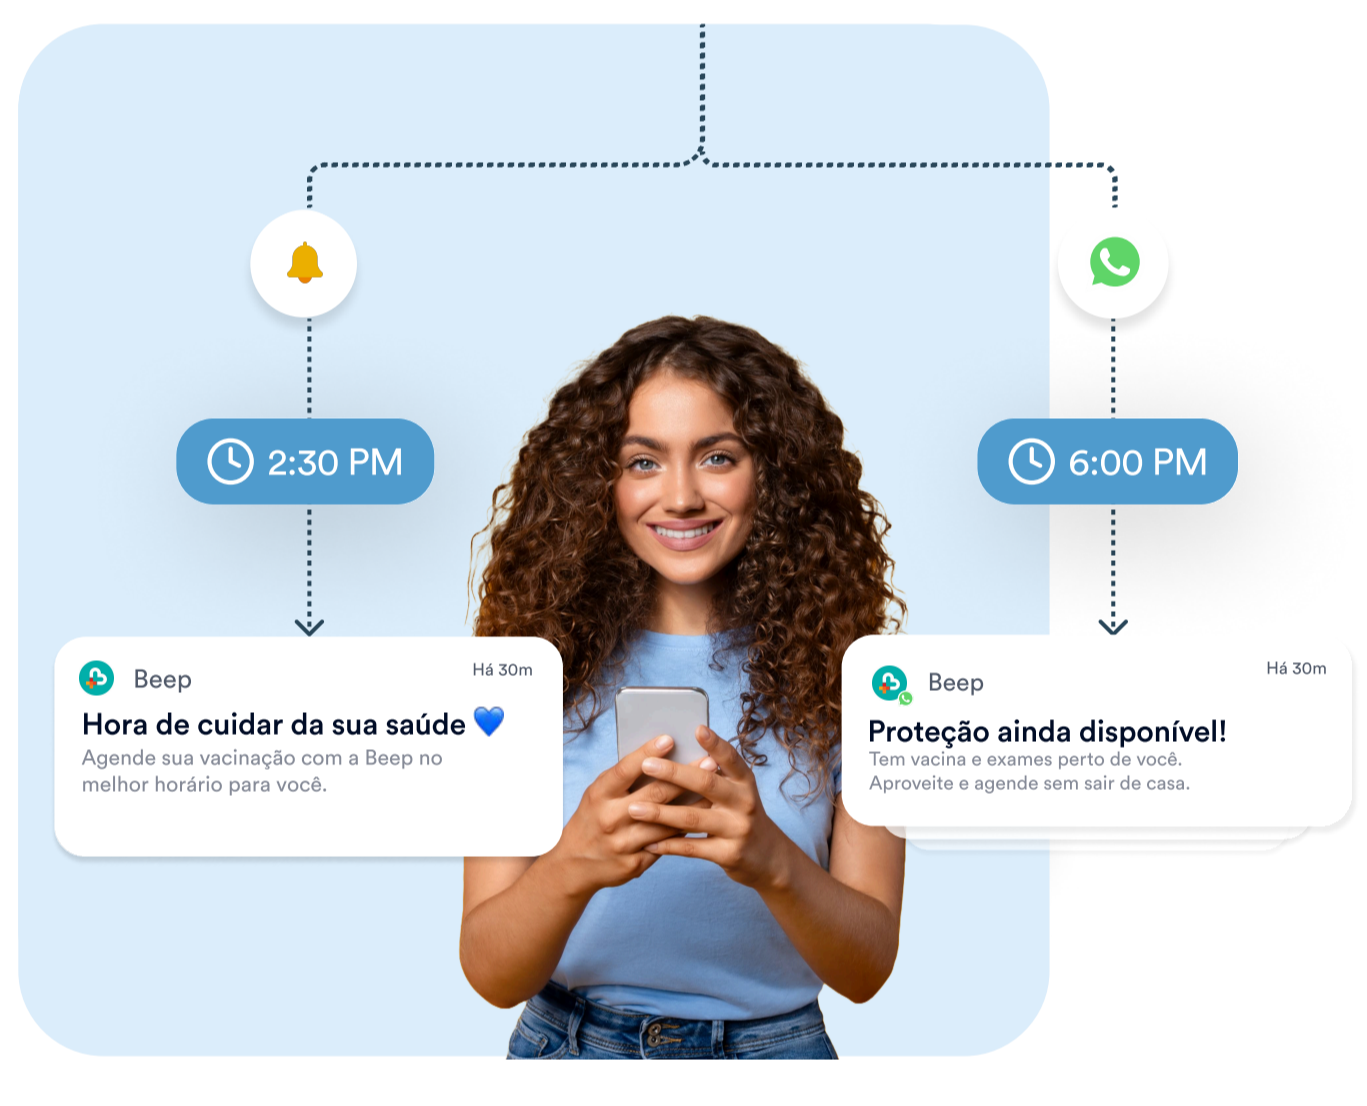 2:30 PM
6:00 PM
Beep
Há 30m
Hora de cuidar da sua saúde 💙
Agende sua vacinação com a Beep no
melhor horário para você.
Beep
Há 30m
Proteção ainda disponível!
Tem vacina e exames perto de você.
Aproveite e agende sem sair de casa.